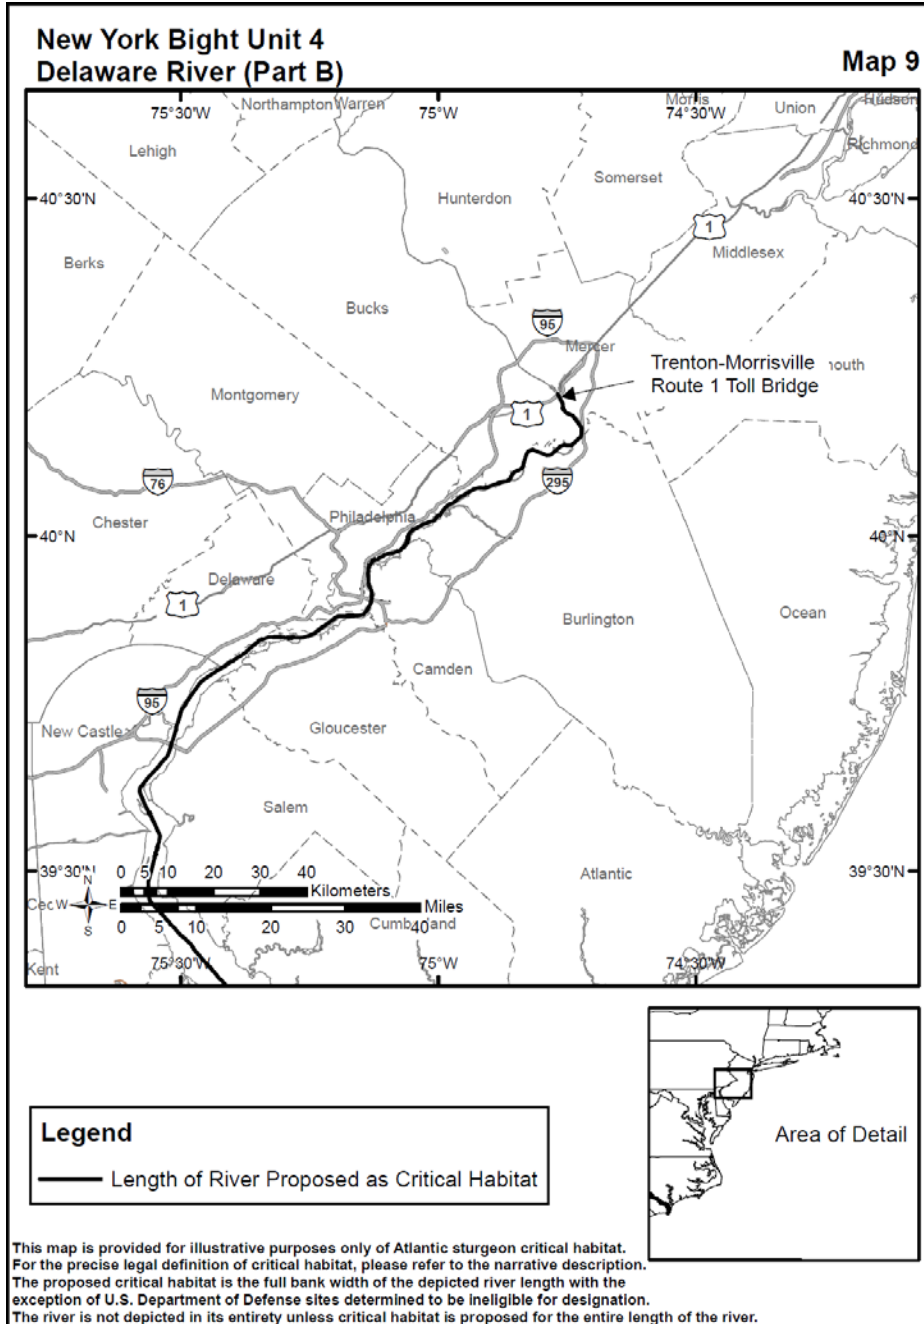 New York Bight Unit 4
Delaware River (Part B)
Map 9
75°30'W
75°W
74°30'W
Northampton
Warren
Morris
Union
Hudson
Lehigh
Richmond
Somerset
40°30'N
Hunterdon
40°30'N
1
Middlesex
Berks
Bucks
95
Mercer
Trenton-Morrisville
Route 1 Toll Bridge
outh
Montgomery
1
76
295
Chester
Philadelphia
40°N
40°N
Delaware
1
Burlington
Ocean
Camden
95
New Castle
Gloucester
Salem
39°30'N
39°30'N
Atlantic
N
W
E
S
Cec
0 5 10 20 30 40
Kilometers
Miles
0 5 10 20 30 40
Cumberland
Kent
75°30'W
75°W
74°30'W
Legend
Length of River Proposed as Critical Habitat
Area of Detail
This map is provided for illustrative purposes only of Atlantic sturgeon critical habitat.
For the precise legal definition of critical habitat, please refer to the narrative description.
The proposed critical habitat is the full bank width of the depicted river length with the
exception of U.S. Department of Defense sites determined to be ineligible for designation.
The river is not depicted in its entirety unless critical habitat is proposed for the entire length of the river.